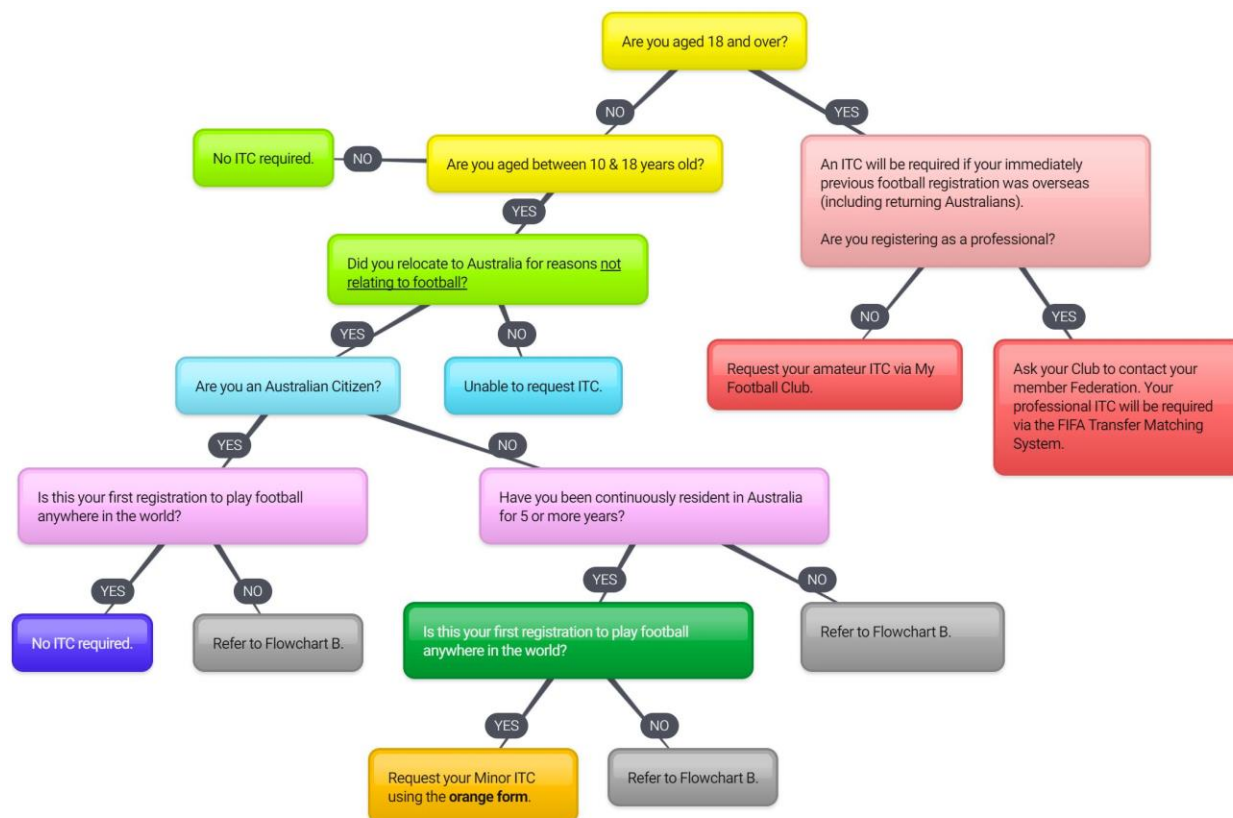 Are you aged 18 and over?
NO
YES
No ITC required.
NO
Are you aged between 10 & 18 years old?
An ITC will be required if your immediately
previous football registration was overseas
(including returning Australians).
Are you registering as a professional?
YES
Did you relocate to Australia for reasons not
relating to football?
NO
YES
YES
NO
Request your amateur ITC via My
Football Club.
Ask your Club to contact your
member Federation. Your
professional ITC will be required
via the FIFA Transfer Matching
System.
Are you an Australian Citizen?
Unable to request ITC.
YES
NO
Is this your first registration to play football
anywhere in the world?
Have you been continuously resident in Australia
for 5 or more years?
YES
NO
YES
NO
No ITC required.
Refer to Flowchart B.
Is this your first registration to play football
anywhere in the world?
Refer to Flowchart B.
YES
NO
Request your Minor ITC
using the orange form.
Refer to Flowchart B.